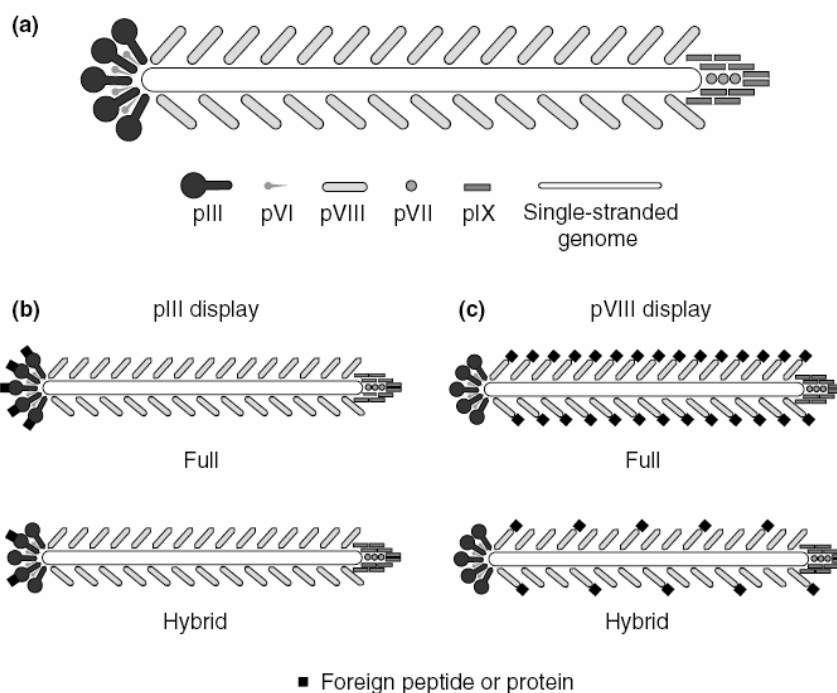 (a)
pIII pVI pVIII pVII pIX Single-stranded
genome
(b) pIII display
(c) pVIII display
Full
Full
Hybrid
Hybrid
Foreign peptide or protein